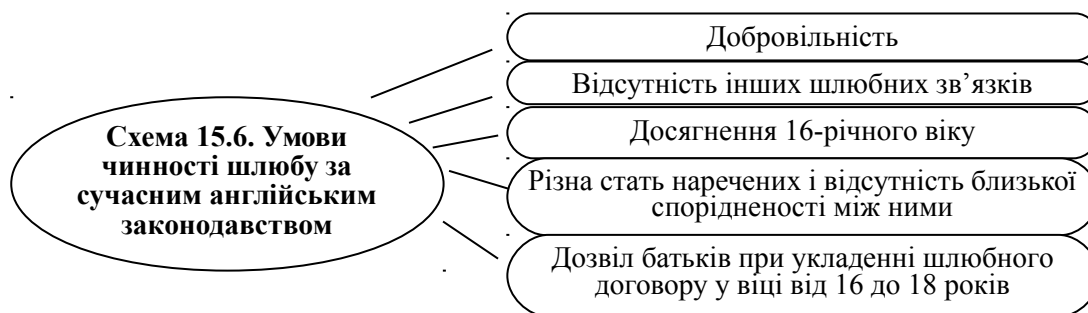 Добровільність
Відсутність інших шлюбних зв’язків
Схема 15.6. Умови
чинності шлюбу за
сучасним англійським
законодавством
Досягнення 16-річного віку
Різна стать наречених і відсутність близької
спорідненості між ними
Дозвіл батьків при укладенні шлюбного
договору у віці від 16 до 18 років